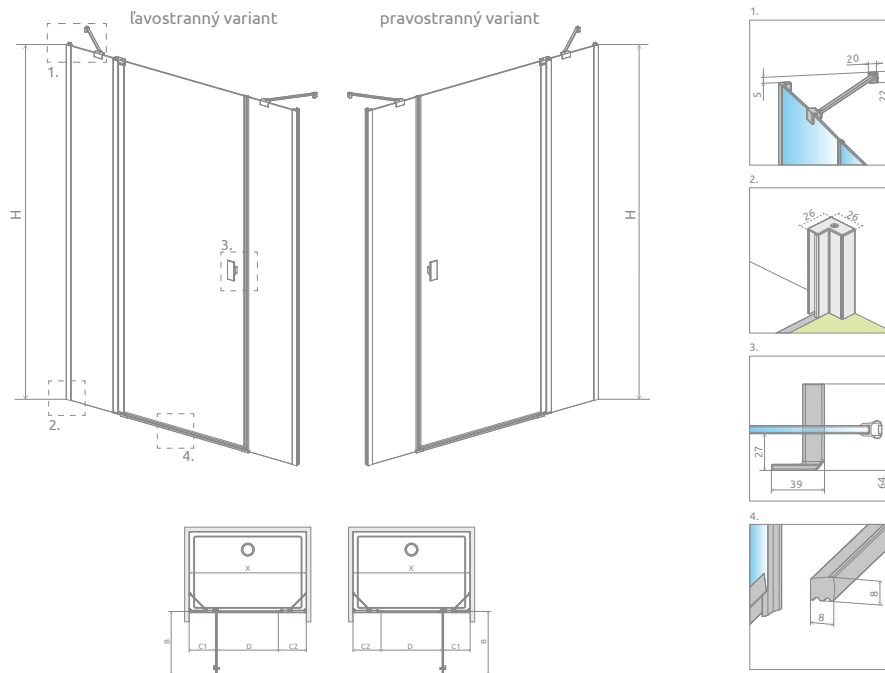 ľavostranný variant
pravostranný variant
1.
H
3.
2.
4.
H
X
B
C1
D
C2
X
C2
D
C1
B
1.
20
5
22
2.
26
26
3.
27
39
64
4.
8
8